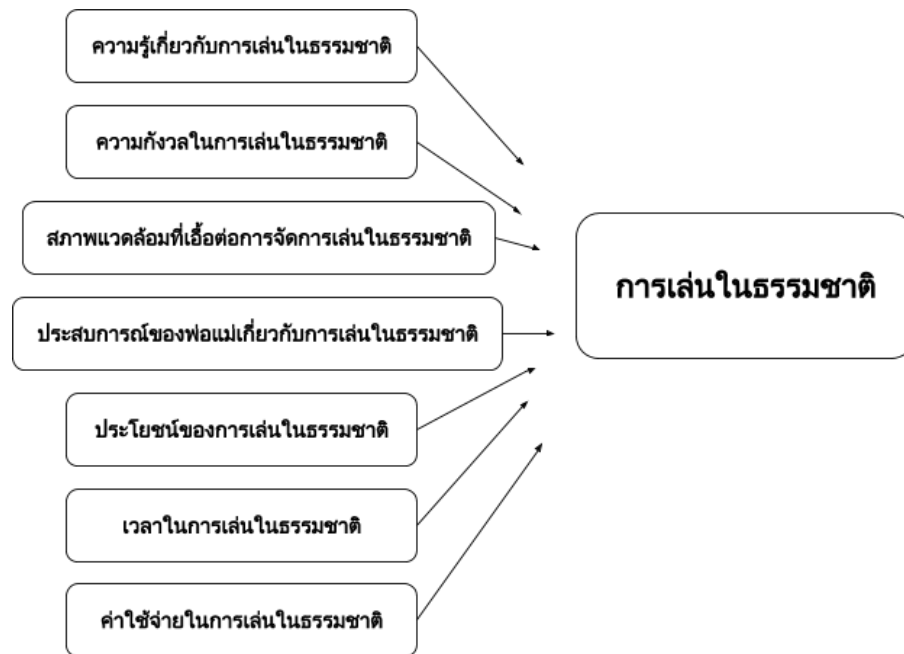 ความรู้เกี่ยวกับการเล่นในธรรมชาติ
ความกังวลในการเล่นในธรรมชาติ
สภาพแวดล้อมที่เอื้อต่อการจัดการเล่นในธรรมชาติ
ประสบการณ์ของพ่อแม่เกี่ยวกับการเล่นในธรรมชาติ
ประโยชน์ของการเล่นในธรรมชาติ
เวลาในการเล่นในธรรมชาติ
ค่าใช้จ่ายในการเล่นในธรรมชาติ
การเล่นในธรรมชาติ